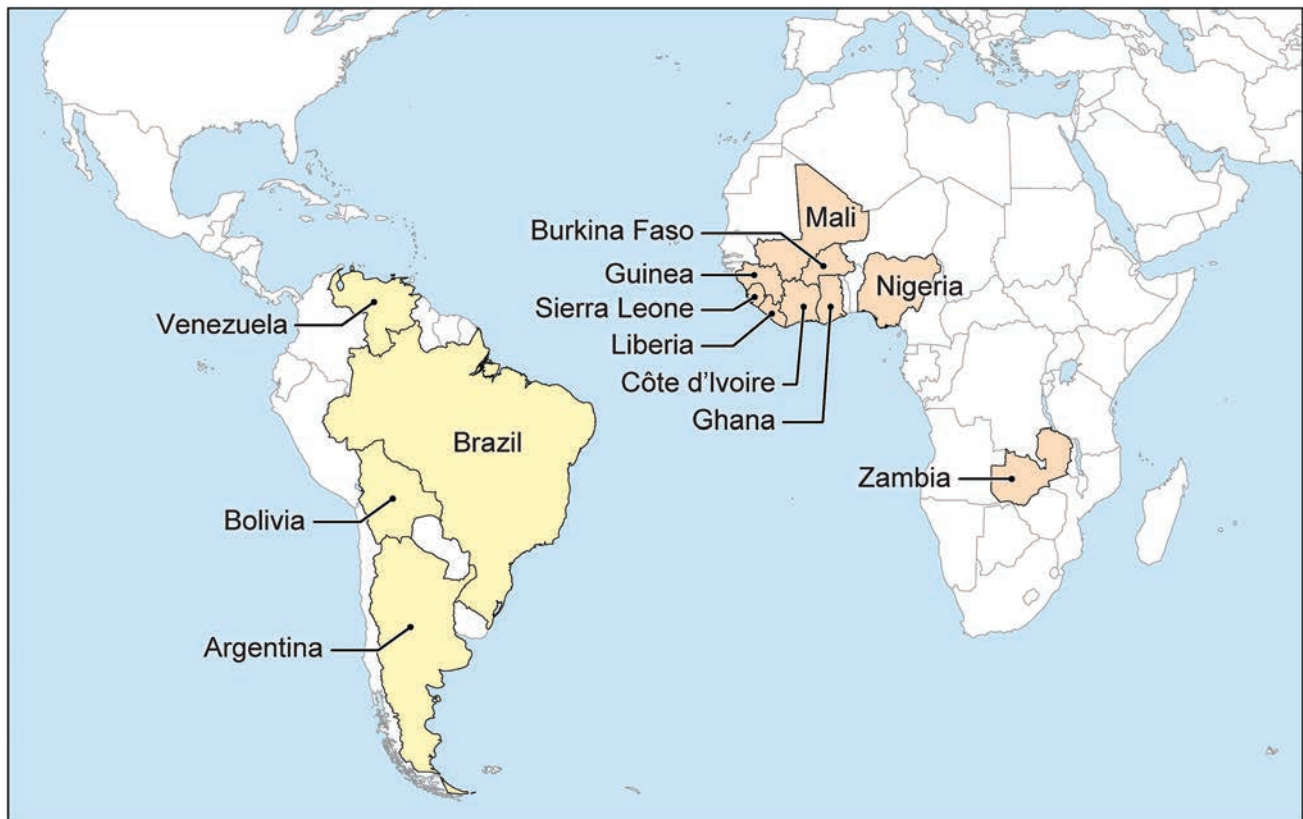 Mali
Burkina Faso
Guinea
Nigeria
Sierra Leone
Venezuela
Liberia
Côte d’Ivoire
Ghana
Brazil
Zambia
Bolivia
Argentina